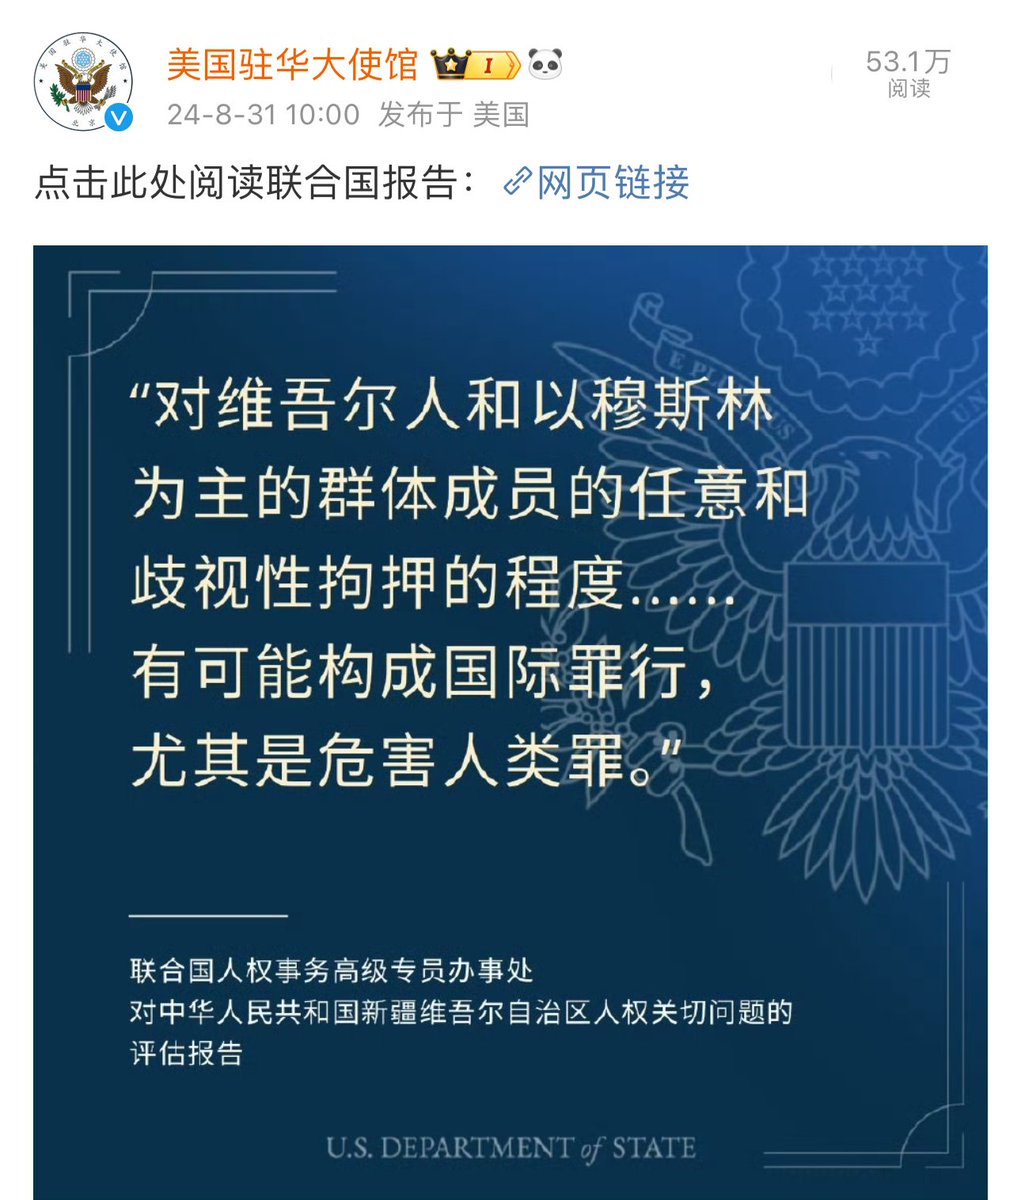 美国驻华大使馆
53.1万
阅读
24-8-31 10:00 发布于 美国
点击此处阅读联合国报告：网页链接
“对维吾尔人和以穆斯林
为主的群体成员的任意和
歧视性拘押的程度……
有可能构成国际罪行，
尤其是危害人类罪。”
联合国人权事务高级专员办事处
对中华人民共和国新疆维吾尔自治区人权关切问题的
评估报告
U.S. DEPARTMENT of STATE